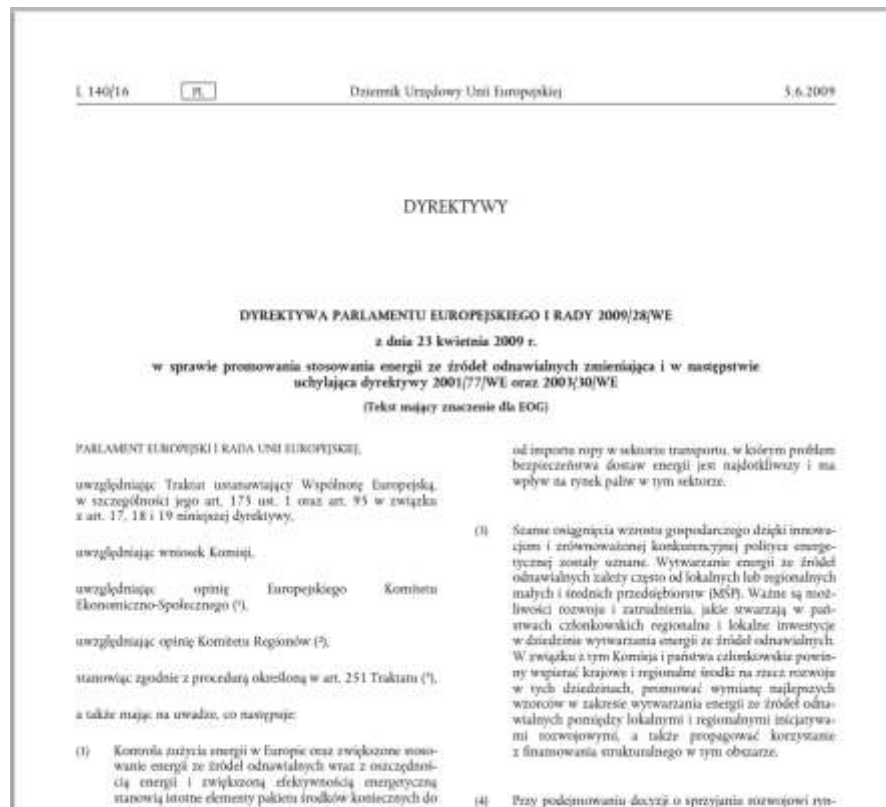 L 140/16 PL Dziennik Urzędowy Unii Europejskiej 5.6.2009
DYREKTYWY
DYREKTYWA PARLAMENTU EUROPEJSKIEGO I RADY 2009/28/WE
z dnia 23 kwietnia 2009 r.
w sprawie promowania stosowania energii ze źródeł odnawialnych zmieniająca i w następstwie
uchylająca dyrektywy 2001/77/WE oraz 2003/30/WE
(Tekst mający znaczenie dla EOG)
PARLAMENT EUROPEJSKI I RADA UNII EUROPEJSKIEJ,
uwzględniając Traktat ustanawiający Wspólnotę Europejską,
w szczególności jego art. 175 ust. 1 oraz art. 95 w związku
z art. 17, 18 i 19 niniejszej dyrektywy,
uwzględniając wniosek Komisji,
uwzględniając opinię Europejskiego Komitetu
Ekonomiczno-Społecznego (¹),
uwzględniając opinię Komitetu Regionów (²),
stanowiąc zgodnie z procedurą określoną w art. 251 Traktatu (³),
a także mając na uwadze, co następuje:
(1) Kontrola zużycia energii w Europie oraz zwiększone stoso-
wanie energii ze źródeł odnawialnych wraz z oszczędnoś-
cią energii i zwiększoną efektywnością energetyczną
stanowią istotne elementy pakietu środków koniecznych do
od importu ropy w sektorze transportu, w którym problem
bezpieczeństwa dostaw energii jest najdotkliwszy i ma
wpływ na rynek paliw w tym sektorze.
(3) Szanse osiągnięcia wzrostu gospodarczego dzięki innowa-
cjom i zrównoważonej konkurencyjnej polityce energe-
tycznej zostały uznane. Wytwarzanie energii ze źródeł
odnawialnych zależy często od lokalnych lub regionalnych
małych i średnich przedsiębiorstw (MŚP). Ważne są moż-
liwości rozwoju i zatrudnienia, jakie stwarzają w pań-
stwach członkowskich regionalne i lokalne inwestycje
w dziedzinie wytwarzania energii ze źródeł odnawialnych.
W związku z tym Komisja i państwa członkowskie powin-
ny wspierać krajowe i regionalne środki na rzecz rozwoju
w tych dziedzinach, promować wymianę najlepszych
wzorców w zakresie wytwarzania energii ze źródeł odna-
wialnych pomiędzy lokalnymi i regionalnymi inicjatywa-
mi rozwojowymi, a także propagować korzystanie
z finansowania strukturalnego w tym obszarze.
(4) Przy podejmowaniu decyzji o sprzyjaniu rozwojowi ryn-